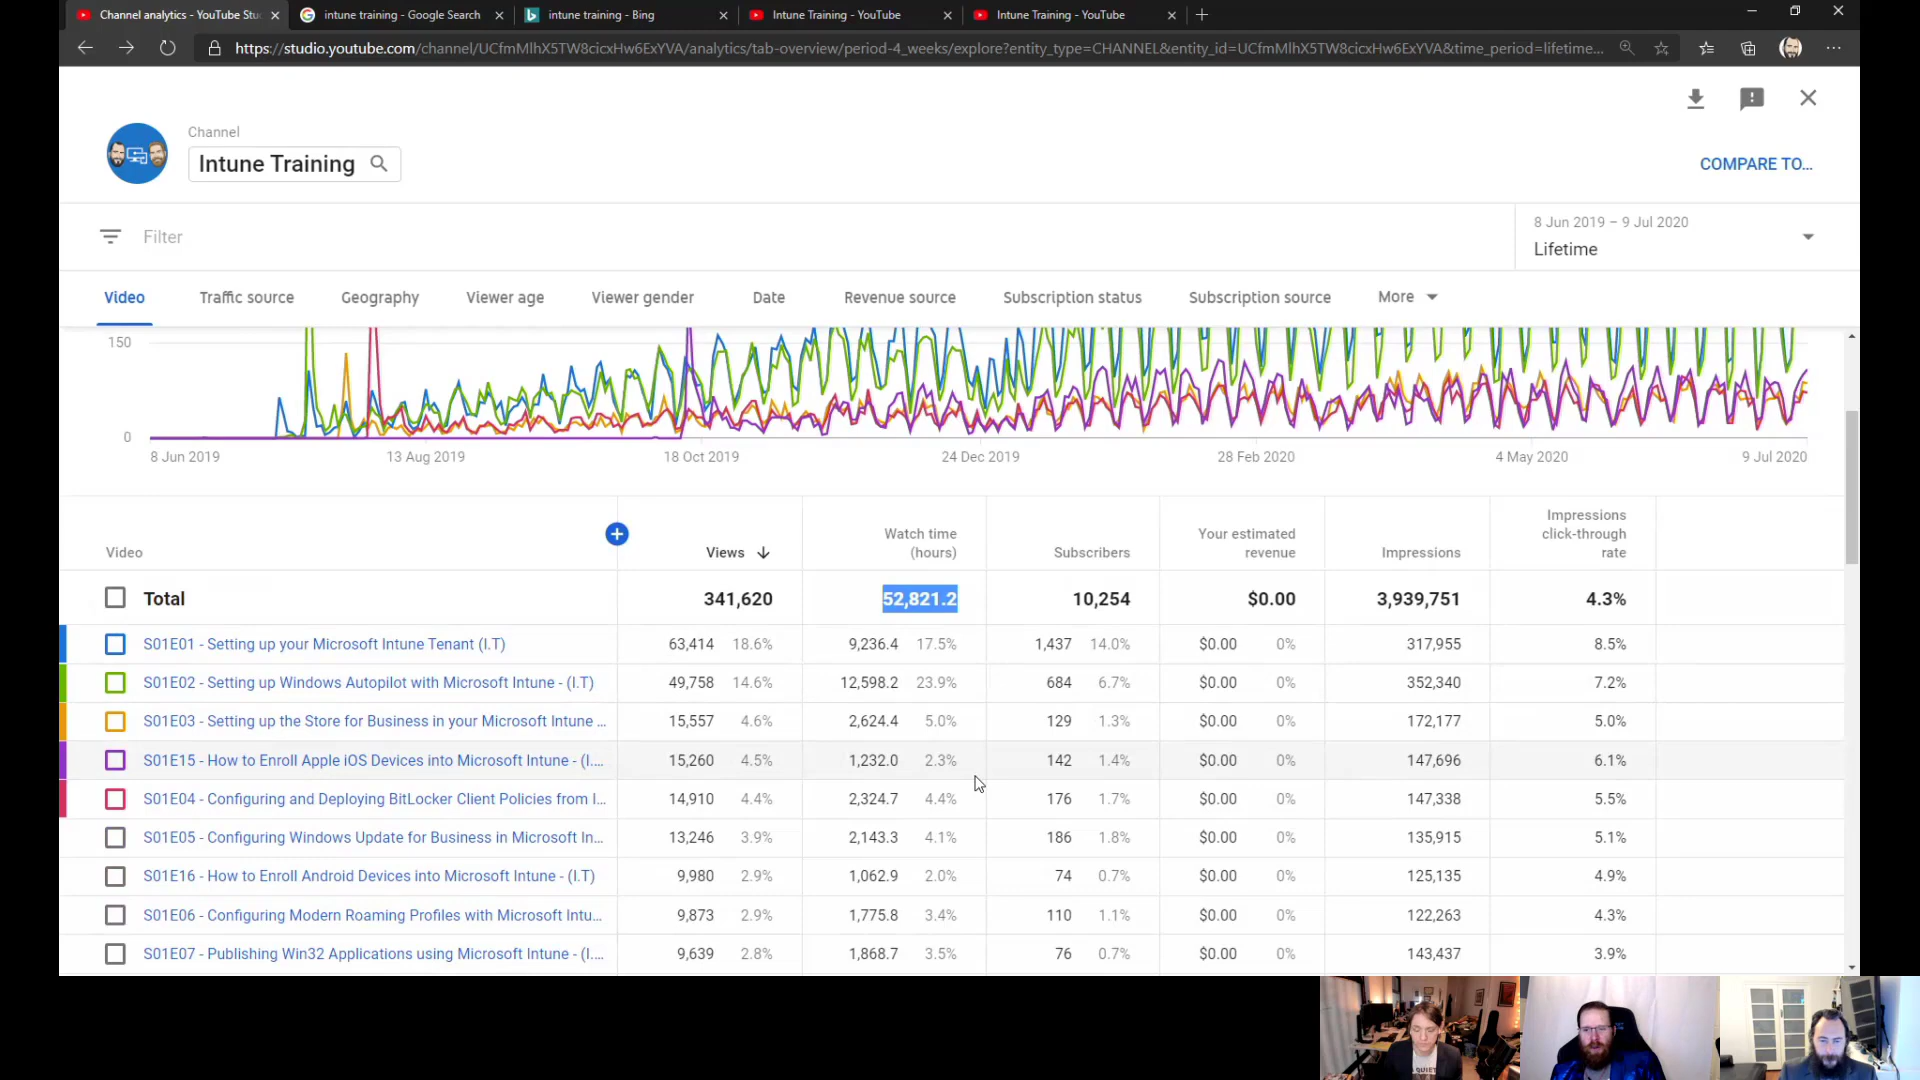 Channel analytics - YouTube Stu
intune training - Google Search
intune training - Bing
Intune Training - YouTube
Intune Training - YouTube
https://studio.youtube.com/channel/UCfmMlhX5TW8cicxHw6ExYVA/analytics/tab-overview/period-4_weeks/explore?entity_type=CHANNEL&entity_id=UCfmMlhX5TW8cicxHw6ExYVA&time_period=lifetime...
Channel
Intune Training
COMPARE TO...
Filter
8 Jun 2019 – 9 Jul 2020
Lifetime
Video Traffic source Geography Viewer age Viewer gender Date Revenue source Subscription status Subscription source More
150
0
8 Jun 2019 13 Aug 2019 18 Oct 2019 24 Dec 2019 28 Feb 2020 4 May 2020 9 Jul 2020
Video
Views
Watch time
(hours)
Subscribers
Your estimated
revenue
Impressions
Impressions
click-through
rate
Total 341,620 52,821.2 10,254 $0.00 3,939,751 4.3%
S01E01 - Setting up your Microsoft Intune Tenant (I.T) 63,414 18.6% 9,236.4 17.5% 1,437 14.0% $0.00 0% 317,955 8.5%
S01E02 - Setting up Windows Autopilot with Microsoft Intune - (I.T) 49,758 14.6% 12,598.2 23.9% 684 6.7% $0.00 0% 352,340 7.2%
S01E03 - Setting up the Store for Business in your Microsoft Intune ... 15,557 4.6% 2,624.4 5.0% 129 1.3% $0.00 0% 172,177 5.0%
S01E15 - How to Enroll Apple iOS Devices into Microsoft Intune - (I.... 15,260 4.5% 1,232.0 2.3% 142 1.4% $0.00 0% 147,696 6.1%
S01E04 - Configuring and Deploying BitLocker Client Policies from I... 14,910 4.4% 2,324.7 4.4% 176 1.7% $0.00 0% 147,338 5.5%
S01E05 - Configuring Windows Update for Business in Microsoft In... 13,246 3.9% 2,143.3 4.1% 186 1.8% $0.00 0% 135,915 5.1%
S01E16 - How to Enroll Android Devices into Microsoft Intune - (I.T) 9,980 2.9% 1,062.9 2.0% 74 0.7% $0.00 0% 125,135 4.9%
S01E06 - Configuring Modern Roaming Profiles with Microsoft Intu... 9,873 2.9% 1,775.8 3.4% 110 1.1% $0.00 0% 122,263 4.3%
S01E07 - Publishing Win32 Applications using Microsoft Intune - (I.... 9,639 2.8% 1,868.7 3.5% 76 0.7% $0.00 0% 143,437 3.9%